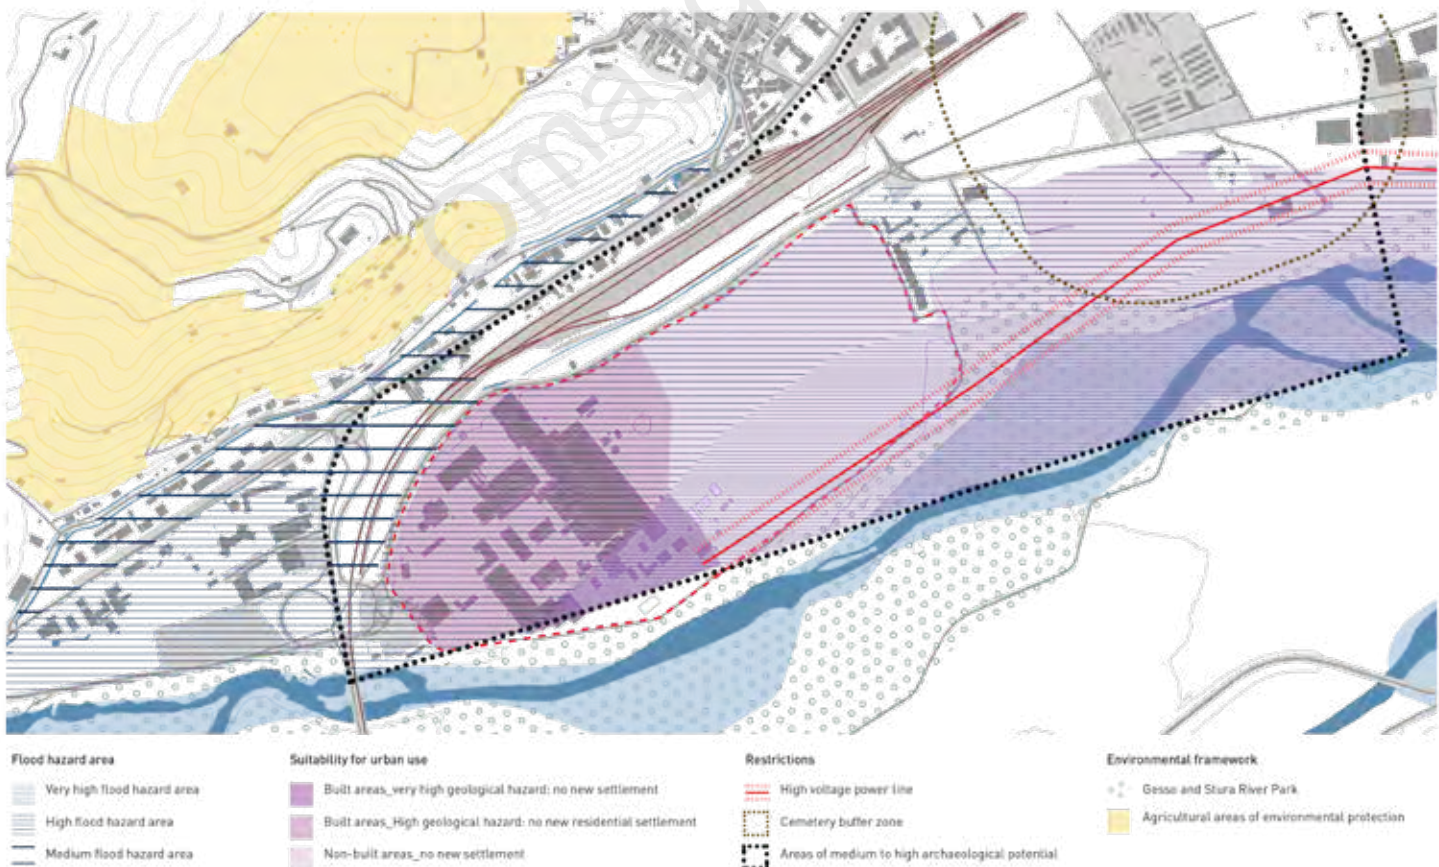 Omag
Flood hazard area
Very high flood hazard area
High flood hazard area
Medium flood hazard area
Suitability for urban use
Built areas_very high geological hazard: no new settlement
Built areas_High geological hazard: no new residential settlement
Non-built areas_no new settlement
Restrictions
High voltage power line
Cemetery buffer zone
Areas of medium to high archaeological potential
Environmental framework
Gesso and Stura River Park
Agricultural areas of environmental protection